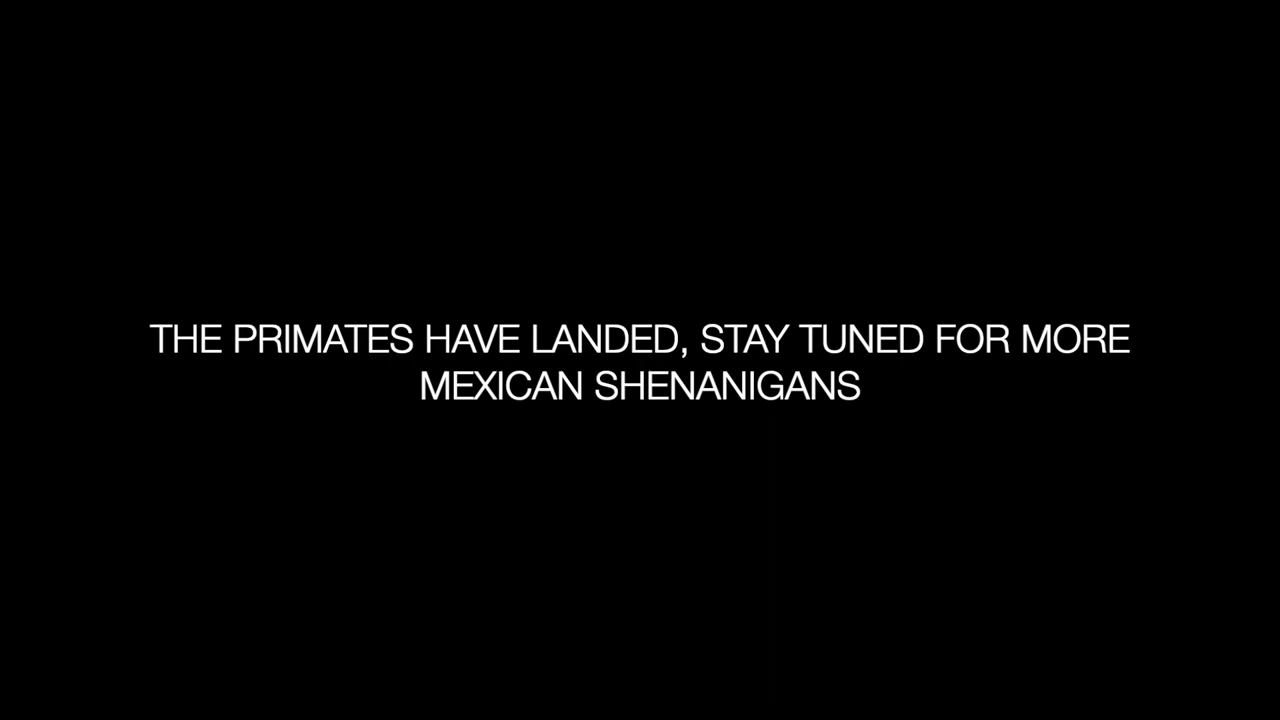 THE PRIMATES HAVE LANDED, STAY TUNED FOR MORE
MEXICAN SHENANIGANS